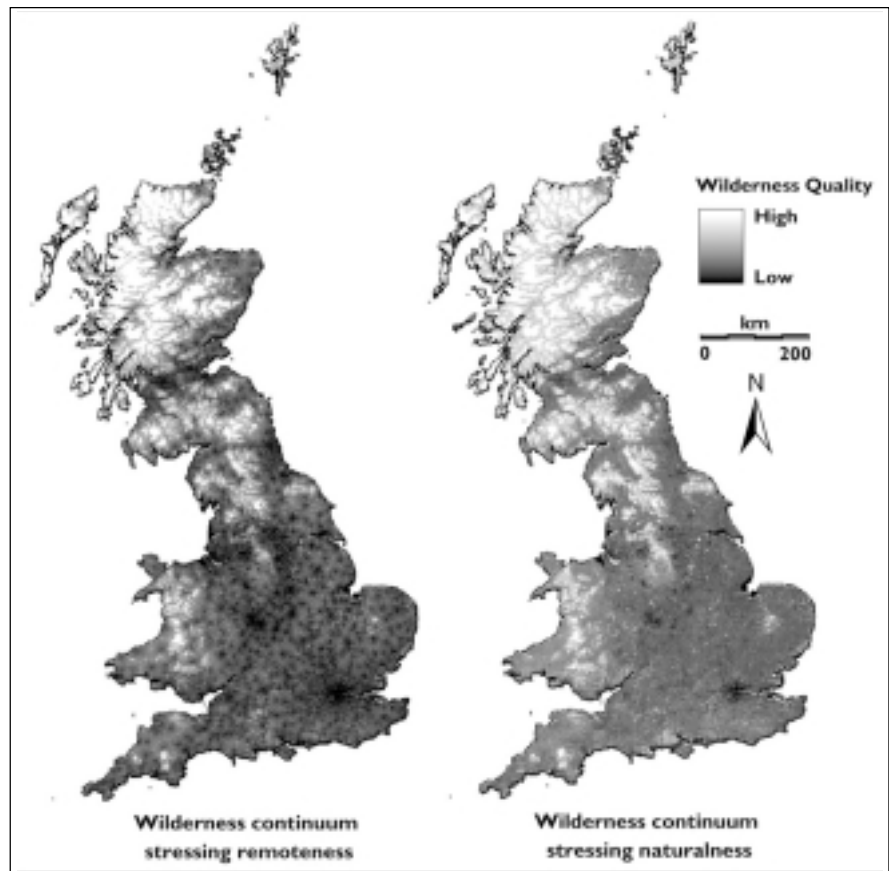 Wilderness Quality
High
Low
km
0 200
N
Wilderness continuum
stressing remoteness
Wilderness continuum
stressing naturalness